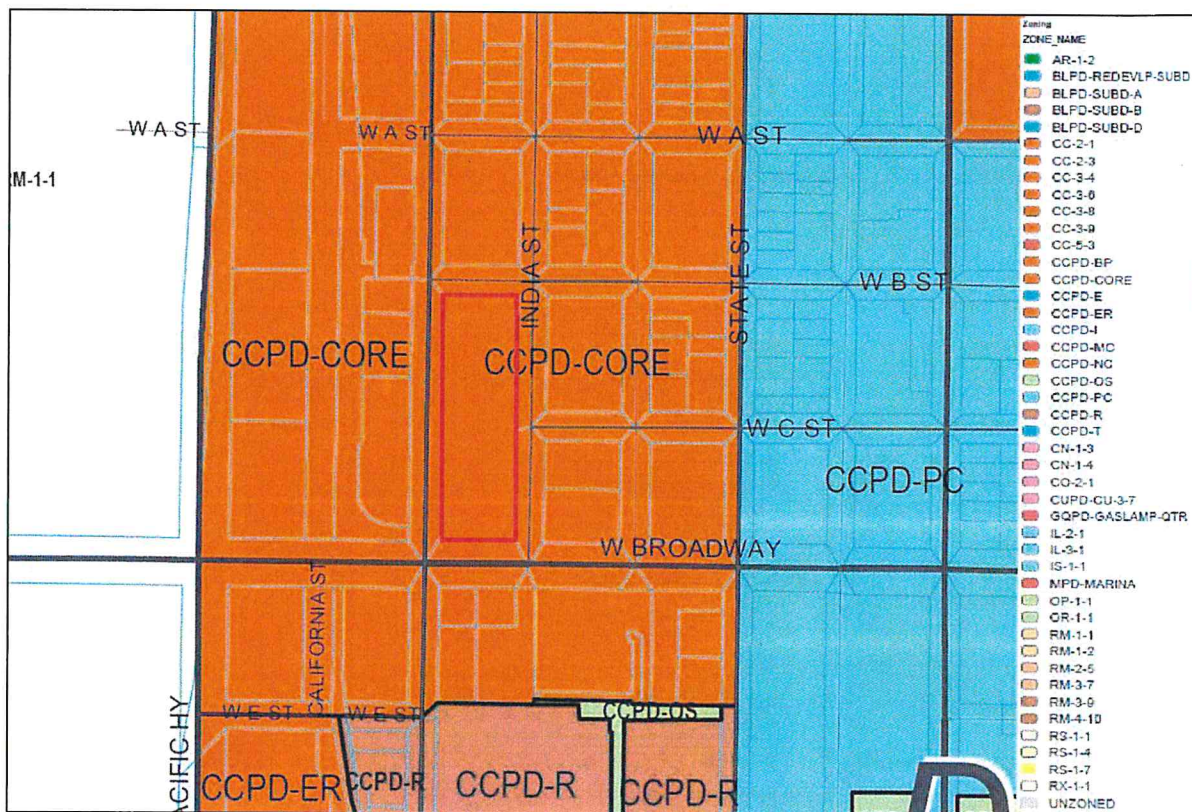 W A ST
W A ST
W A ST
INDIA ST
STATE ST
W B ST
CCPD-CORE
CCPD-CORE
W C ST
CCPD-PC
W BROADWAY
CALIFORNIA ST
W E ST
W E ST
CCPD-OS
CCPD-ER
CCPD-R
CCPD-R
CCPD-R
Zoning
ZONE_NAME
AR-1-2
BLPD-REDEVLP-SUBD
BLPD-SUBD-A
BLPD-SUBD-B
BLPD-SUBD-D
CC-2-1
CC-2-3
CC-3-4
CC-3-6
CC-3-8
CC-3-9
CC-5-3
CCPD-BP
CCPD-CORE
CCPD-E
CCPD-ER
CCPD-I
CCPD-MC
CCPD-NC
CCPD-OS
CCPD-PC
CCPD-R
CCPD-T
CN-1-3
CN-1-4
CO-2-1
CUPD-CU-3-7
GQPD-GASLAMP-QTR
IL-2-1
IL-3-1
IS-1-1
MPD-MARINA
OP-1-1
OR-1-1
RM-1-1
RM-1-2
RM-2-5
RM-3-7
RM-3-9
RM-4-10
RS-1-1
RS-1-4
RS-1-7
RX-1-1
UNZONED